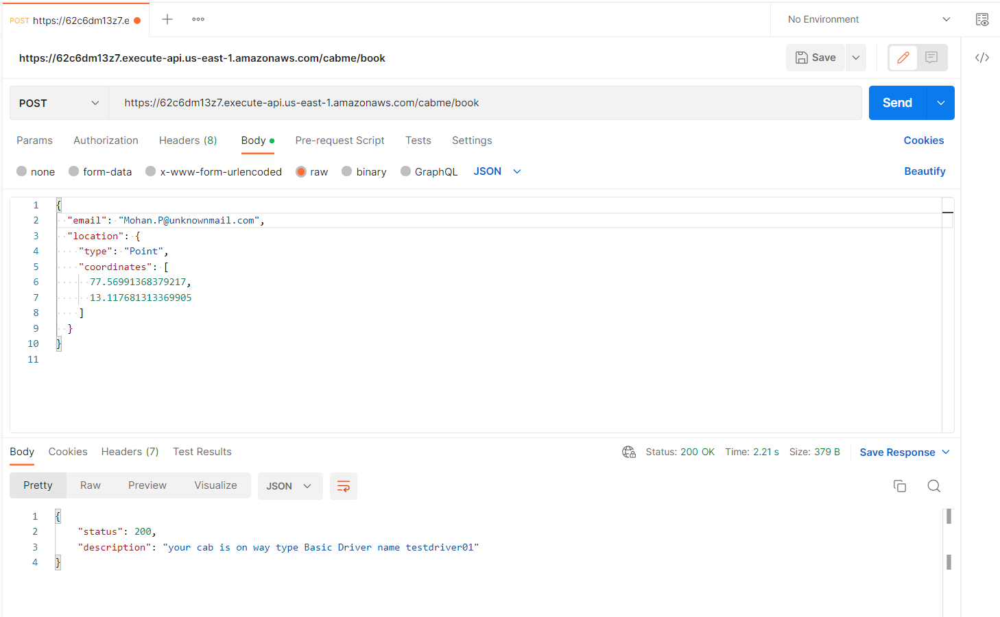 POST https://62c6dm13z7.e
No Environment
https://62c6dm13z7.execute-api.us-east-1.amazonaws.com/cabme/book
Save
POST
https://62c6dm13z7.execute-api.us-east-1.amazonaws.com/cabme/book
Send
Params Authorization Headers (8) Body Pre-request Script Tests Settings Cookies
none form-data x-www-form-urlencoded raw binary GraphQL JSON Beautify
1 {
2 "email": "Mohan.P@unknownmail.com",
3 "location": {
4 "type": "Point",
5 "coordinates": [
6 77.56991368379217,
7 13.117681313369905
8 ]
9 }
10 }
11
Body Cookies Headers (7) Test Results Status: 200 OK Time: 2.21 s Size: 379 B Save Response
Pretty Raw Preview Visualize JSON
1 {
2 "status": 200,
3 "description": "your cab is on way type Basic Driver name testdriver01"
4 }